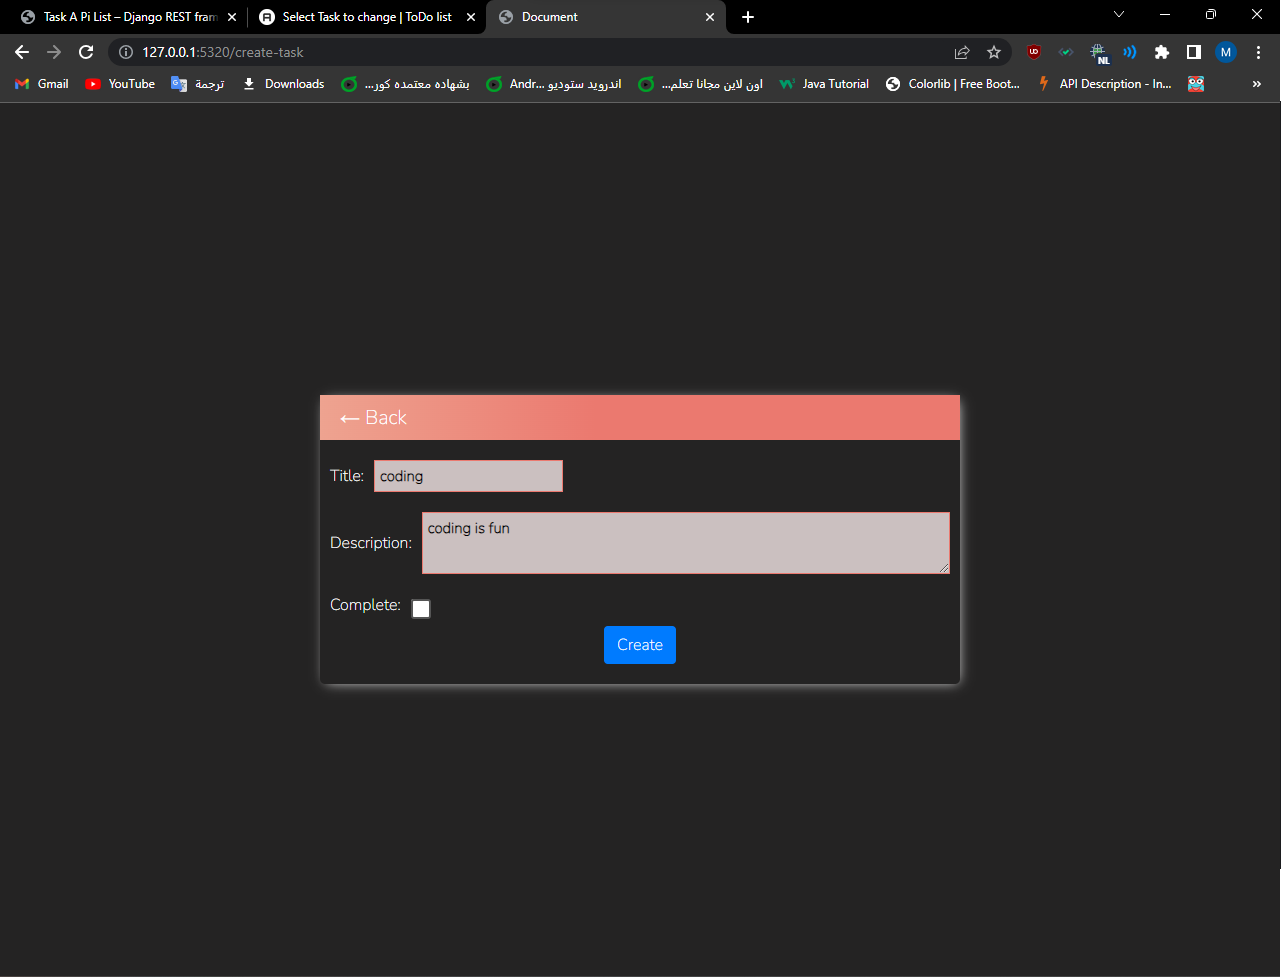 Task A Pi List – Django REST fram
Select Task to change | ToDo list
Document
127.0.0.1:5320/create-task
UD
NL
M
Gmail
YouTube
ترجمة
Downloads
بشهاده معتمده كور...
اندرويد ستوديو Andr...
اون لاين مجانا تعلم...
Java Tutorial
Colorlib | Free Boot...
API Description - In...
»
← Back
Title:
coding
Description:
coding is fun
Complete:
Create